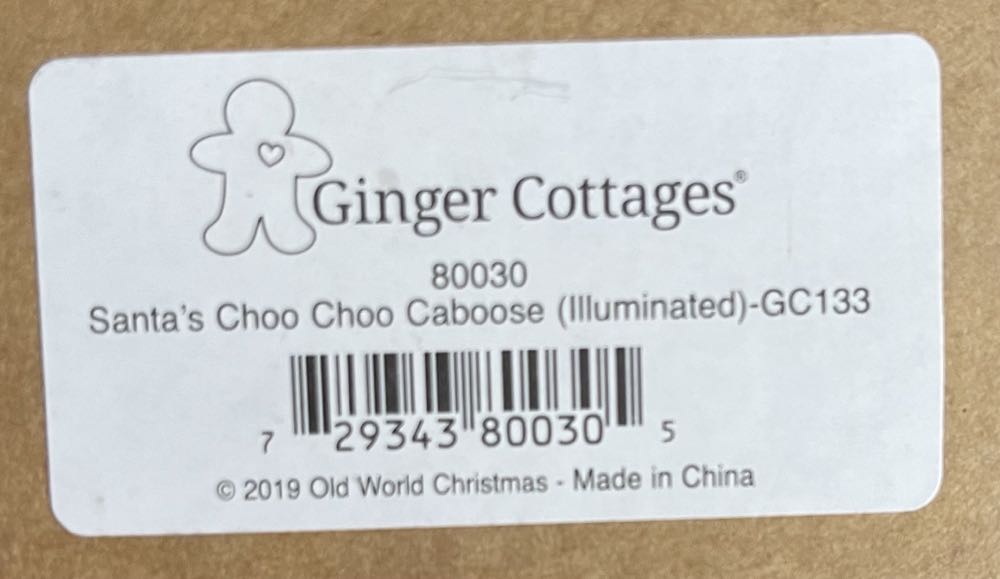 Ginger Cottages®
80030
Santa's Choo Choo Caboose (Illuminated)-GC133
7 29343 80030 5
© 2019 Old World Christmas - Made in China